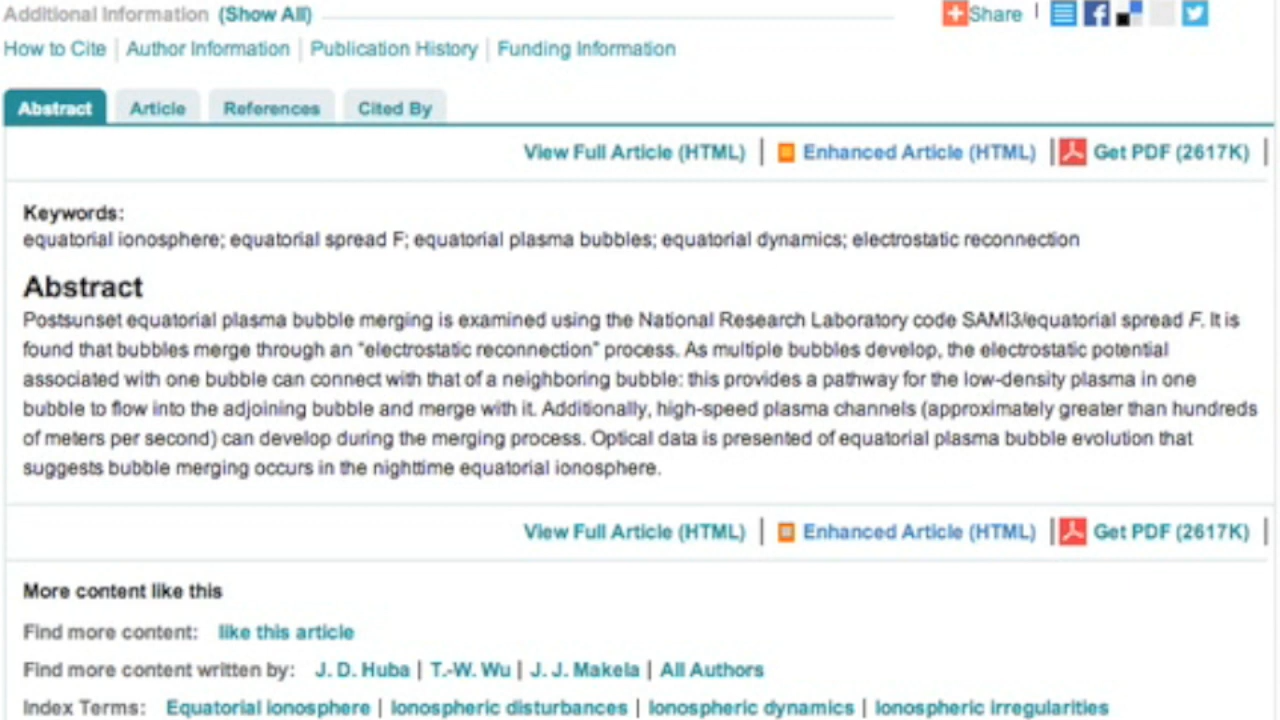 Additional Information (Show All)
Share
How to Cite | Author Information | Publication History | Funding Information
Abstract Article References Cited By
View Full Article (HTML) | Enhanced Article (HTML) | Get PDF (2617K) |
Keywords:
equatorial ionosphere; equatorial spread F; equatorial plasma bubbles; equatorial dynamics; electrostatic reconnection
Abstract
Postsunset equatorial plasma bubble merging is examined using the National Research Laboratory code SAMI3/equatorial spread F. It is
found that bubbles merge through an "electrostatic reconnection" process. As multiple bubbles develop, the electrostatic potential
associated with one bubble can connect with that of a neighboring bubble: this provides a pathway for the low-density plasma in one
bubble to flow into the adjoining bubble and merge with it. Additionally, high-speed plasma channels (approximately greater than hundreds
of meters per second) can develop during the merging process. Optical data is presented of equatorial plasma bubble evolution that
suggests bubble merging occurs in the nighttime equatorial ionosphere.
View Full Article (HTML) | Enhanced Article (HTML) | Get PDF (2617K) |
More content like this
Find more content: like this article
Find more content written by: J. D. Huba | T.-W. Wu | J. J. Makela | All Authors
Index Terms: Equatorial ionosphere | Ionospheric disturbances | Ionospheric dynamics | Ionospheric irregularities